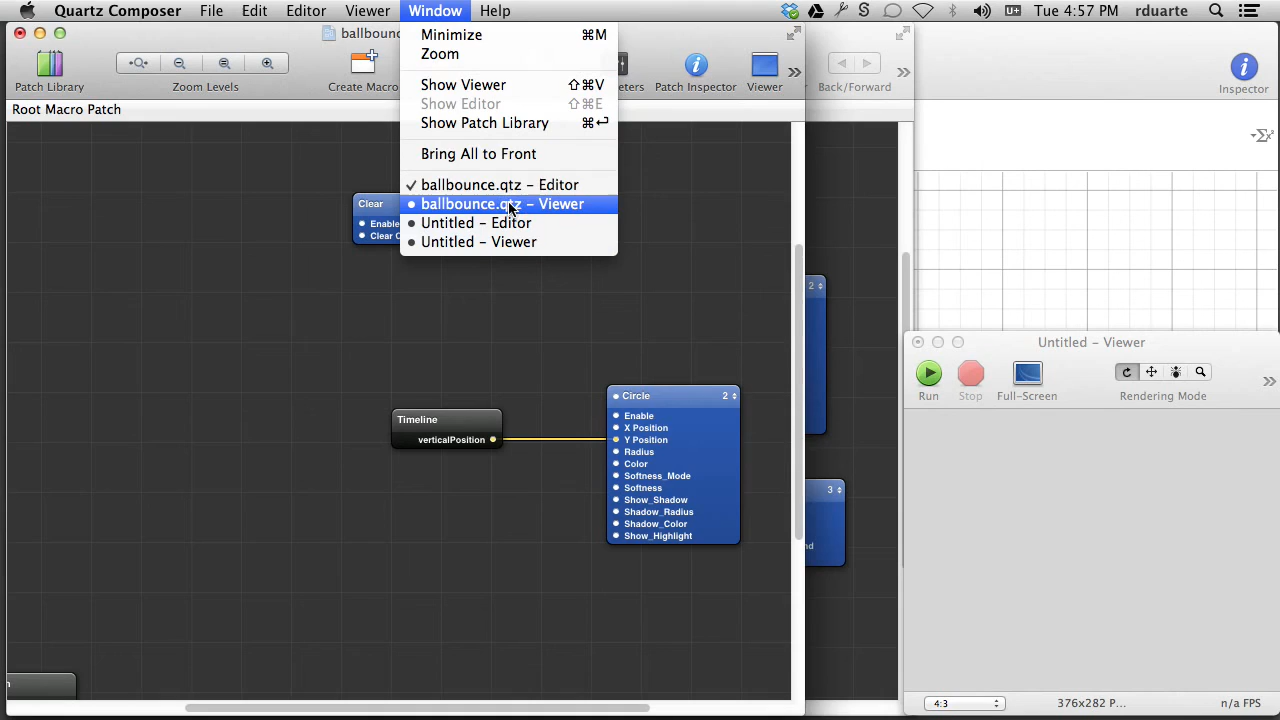 Quartz Composer File Edit Editor Viewer Window Help
Tue 4:57 PM rduarte
Patch Library
Zoom Levels
Create Macro
Patch Inspector
Viewer
Back/Forward
Inspector
Root Macro Patch
Minimize ⌘M
Zoom
Show Viewer ⇧⌘V
Show Editor ⇧⌘E
Show Patch Library ⌘↩
Bring All to Front
✓ ballbounce.qtz – Editor
ballbounce.qtz – Viewer
Untitled – Editor
Untitled – Viewer
Clear
Timeline
verticalPosition
Circle 2
Enable
X Position
Y Position
Radius
Color
Softness_Mode
Softness
Show_Shadow
Shadow_Radius
Shadow_Color
Show_Highlight
2
3
Untitled – Viewer
Run
Stop
Full-Screen
Rendering Mode
4:3
376x282 P...
n/a FPS